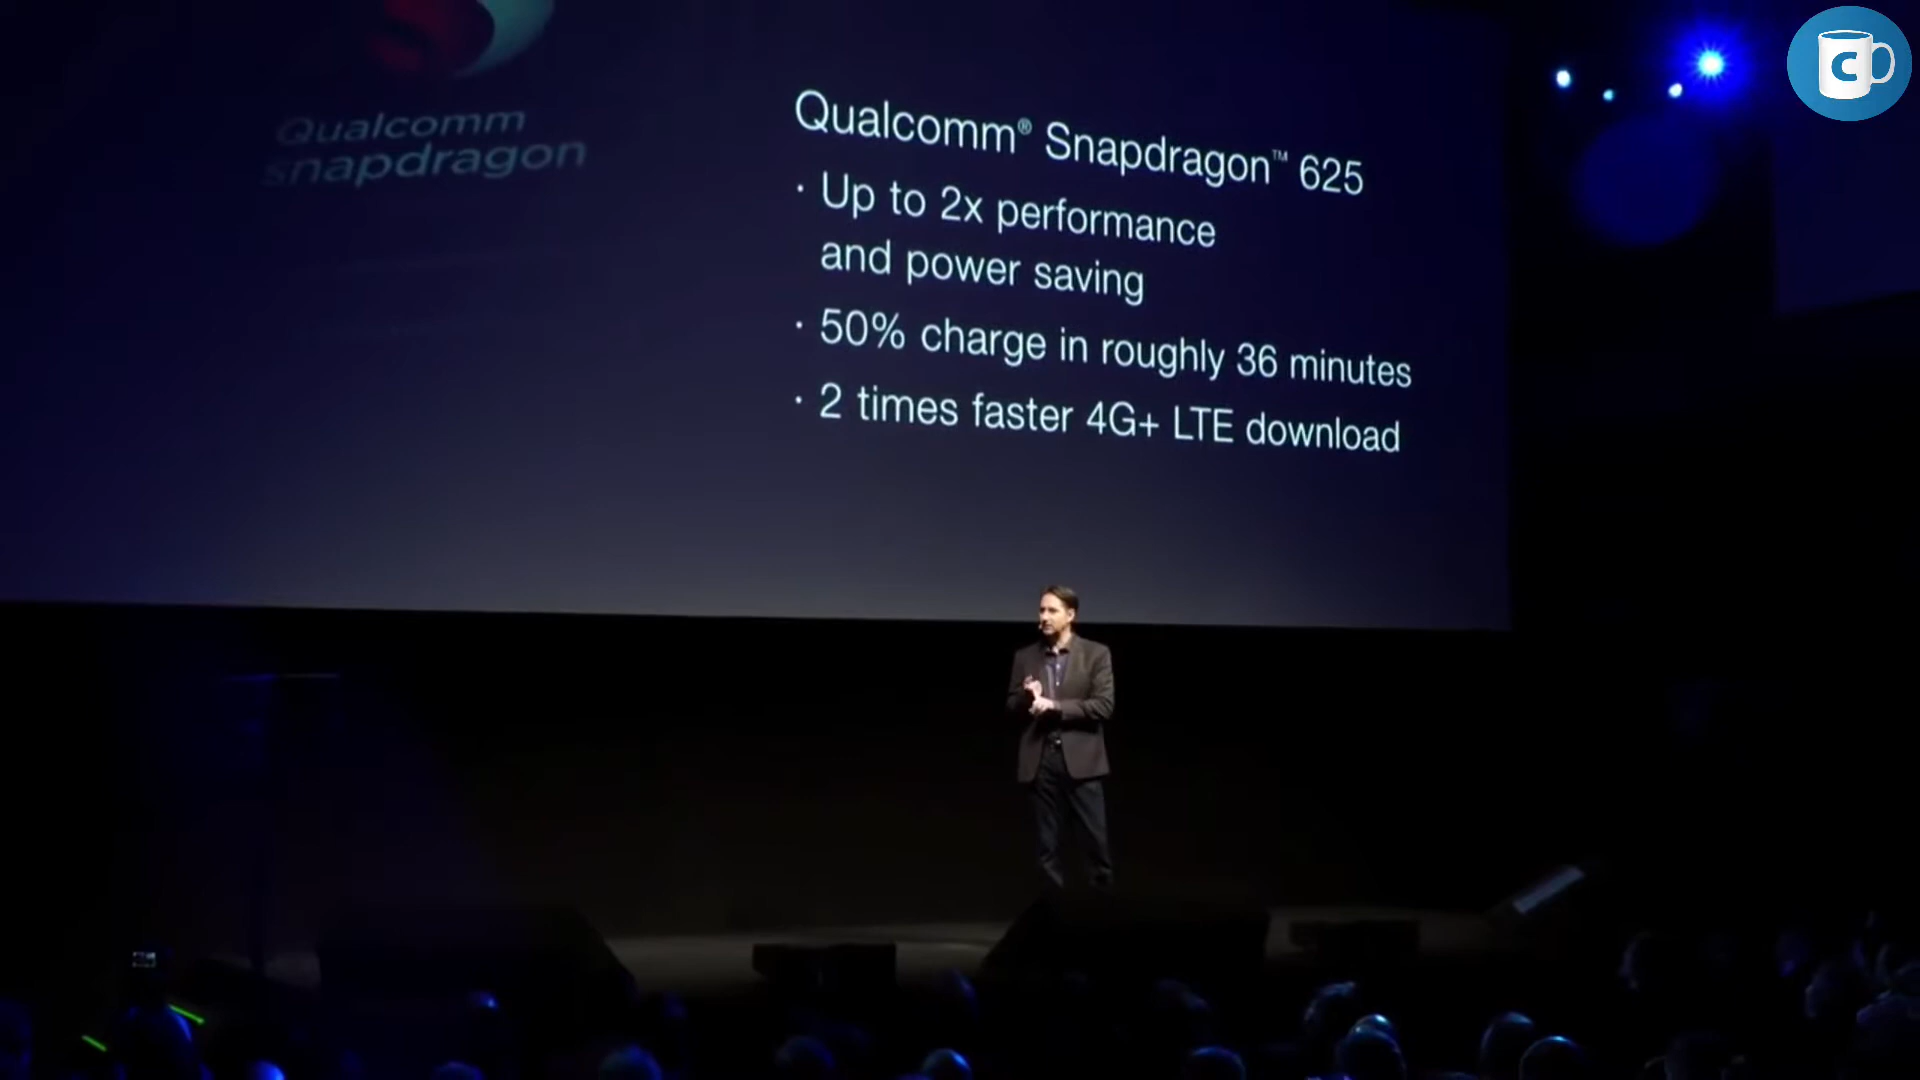 Qualcomm
snapdragon
Qualcomm® Snapdragon™ 625
· Up to 2x performance
and power saving
· 50% charge in roughly 36 minutes
· 2 times faster 4G+ LTE download
C